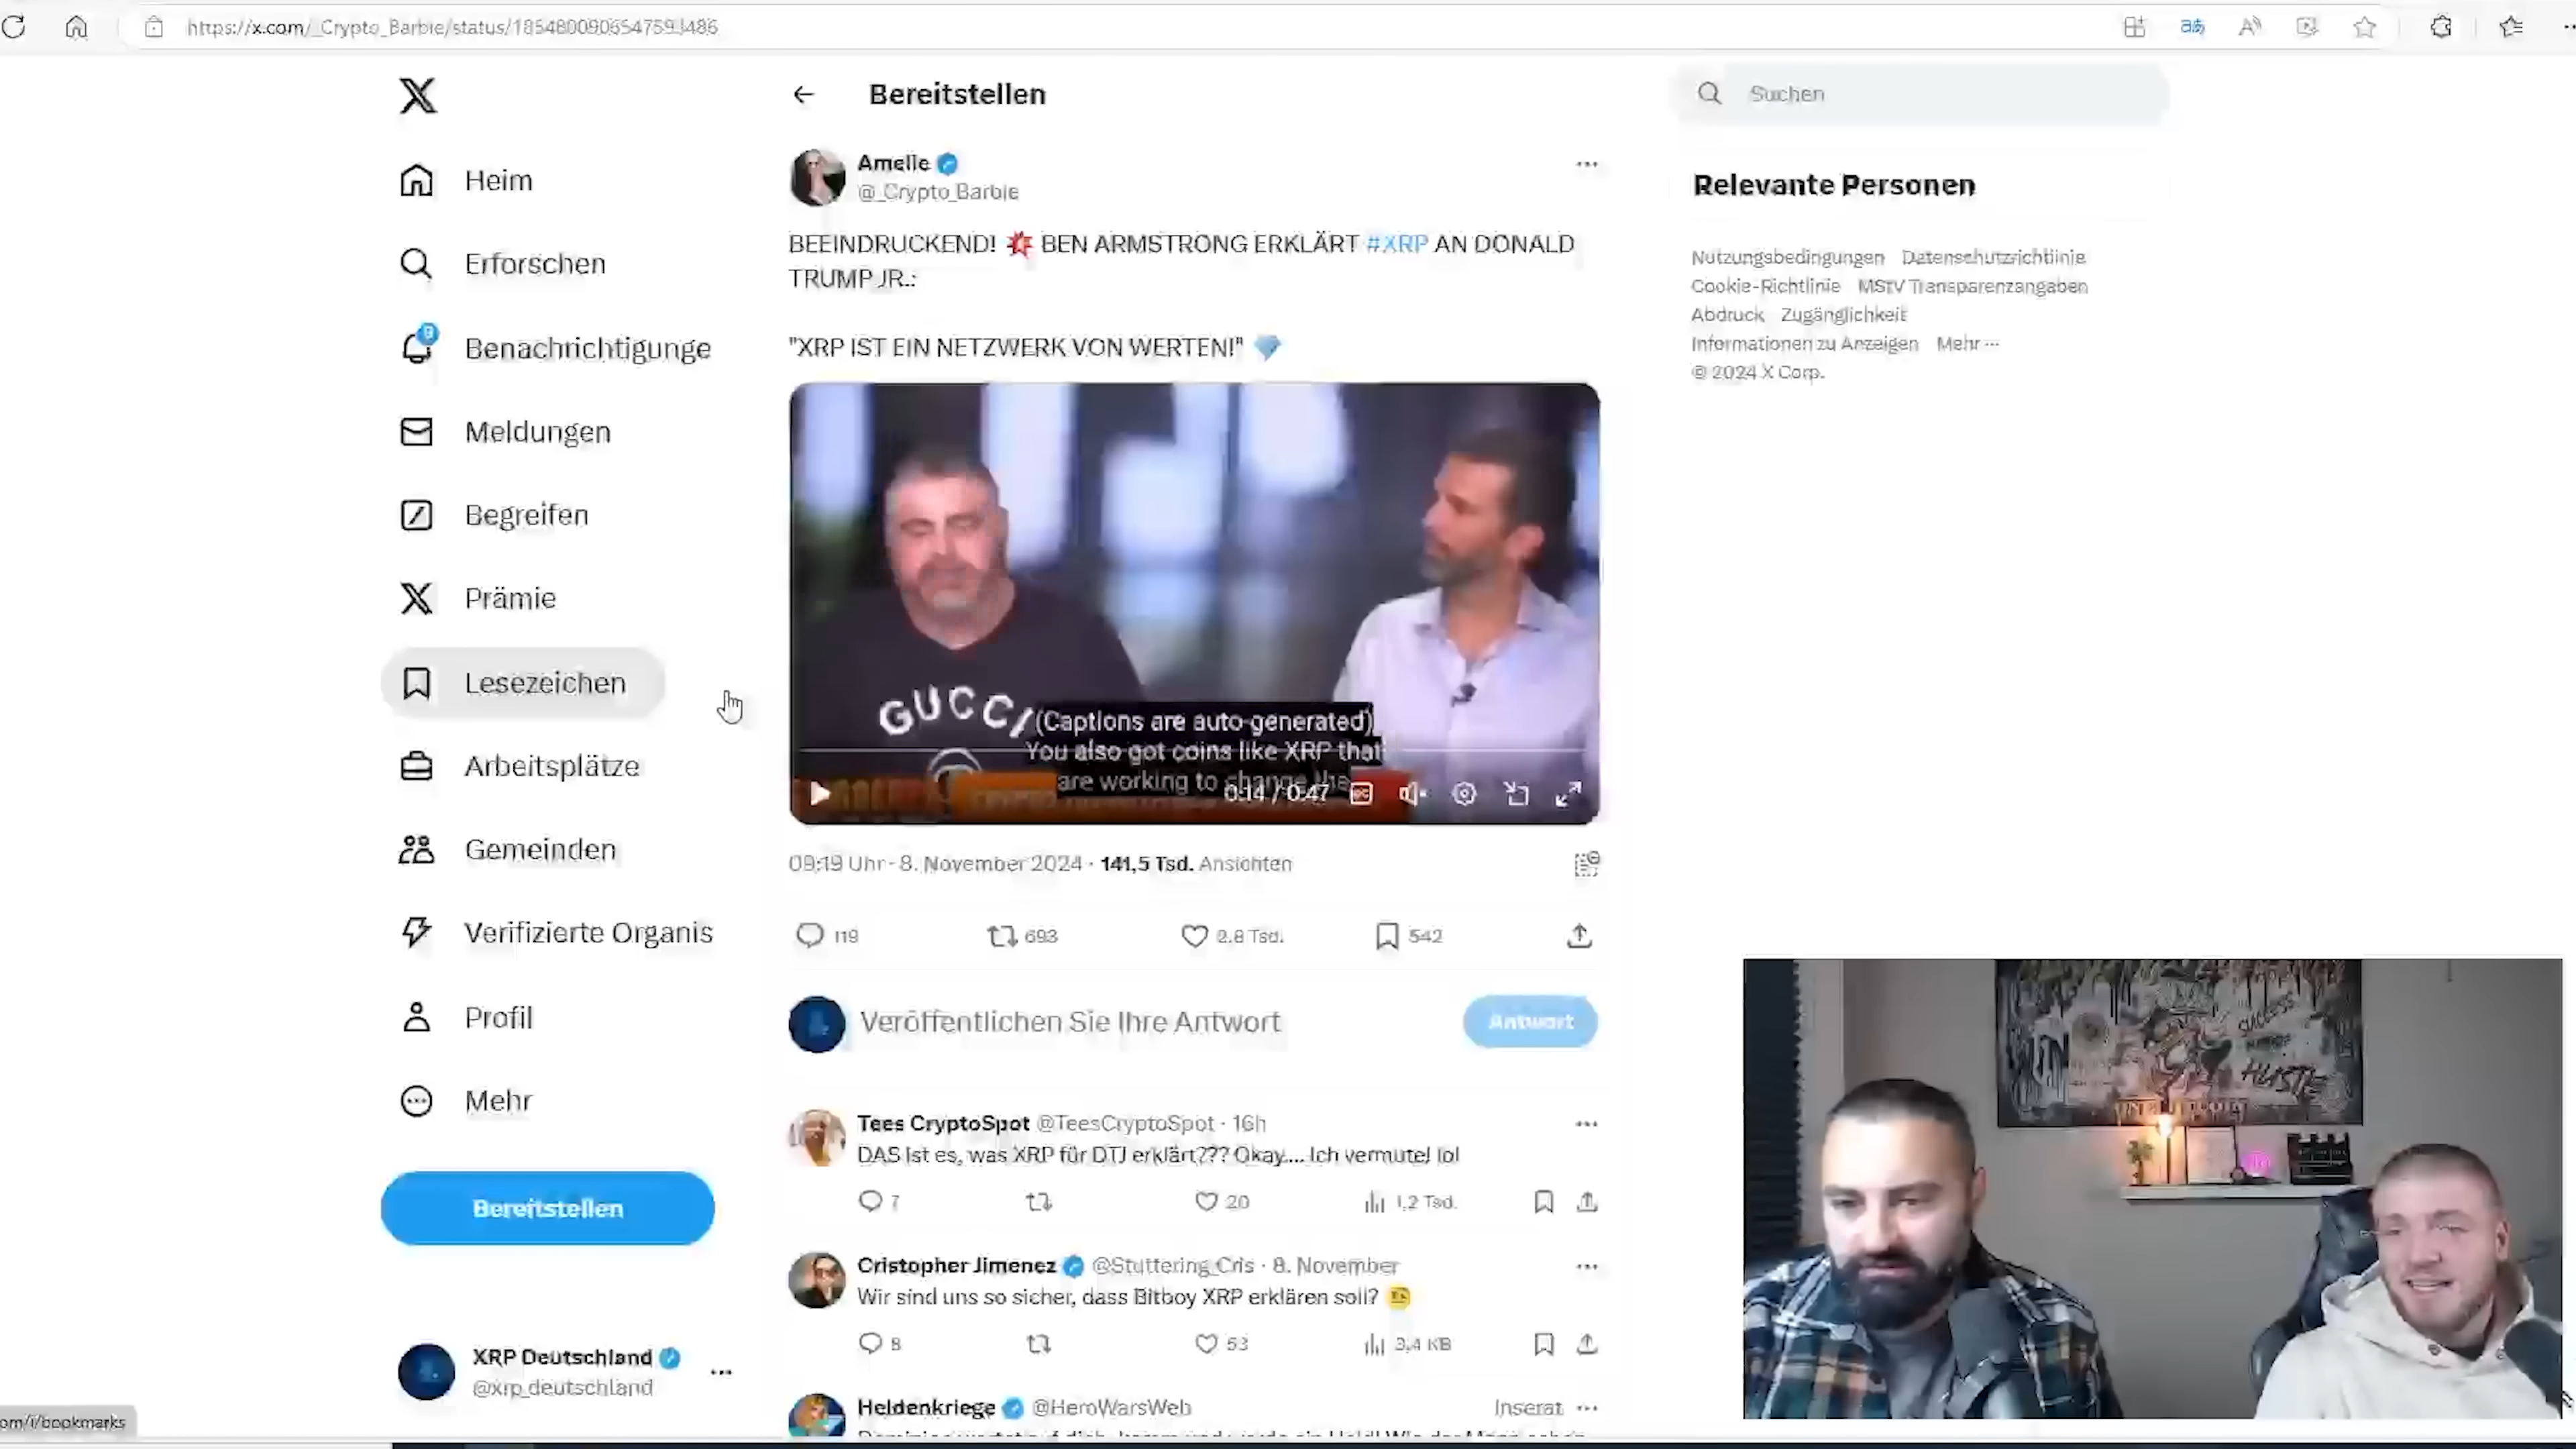 https://x.com/_Crypto_Barbie/status/1854800906547593486
Bereitstellen
Suchen
Heim
Erforschen
9
Benachrichtigunge
Meldungen
Begreifen
Prämie
Lesezeichen
Arbeitsplätze
Gemeinden
Verifizierte Organis
Profil
Mehr
Bereitstellen
XRP Deutschland
@xrp_deutschland
om/i/bookmarks
Amelie
@_Crypto_Barbie
BEEINDRUCKEND! 💥 BEN ARMSTRONG ERKLÄRT #XRP AN DONALD
TRUMP JR.:
"XRP IST EIN NETZWERK VON WERTEN!" 💎
GUCCI
(Captions are auto-generated)
You also got coins like XRP that
are working to change the
0:14 / 0:47
09:19 Uhr · 8. November 2024 · 141,5 Tsd. Ansichten
119 693 2.8 Tsd. 542
Veröffentlichen Sie Ihre Antwort
Antwort
Tees CryptoSpot @TeesCryptoSpot · 16h
DAS ist es, was XRP für DTJ erklärt??? Okay.... Ich vermute! lol
7 20 1,2 Tsd.
Cristopher Jimenez @Stuttering_Cris · 8. November
Wir sind uns so sicher, dass Bitboy XRP erklären soll?
8 53 3,4 KB
Heldenkriege @HeroWarsWeb Inserat
Relevante Personen
Nutzungsbedingungen Datenschutzrichtlinie
Cookie-Richtlinie MStV Transparenzangaben
Abdruck Zugänglichkeit
Informationen zu Anzeigen Mehr ···
© 2024 X Corp.
SUCCESS
HUSTLE